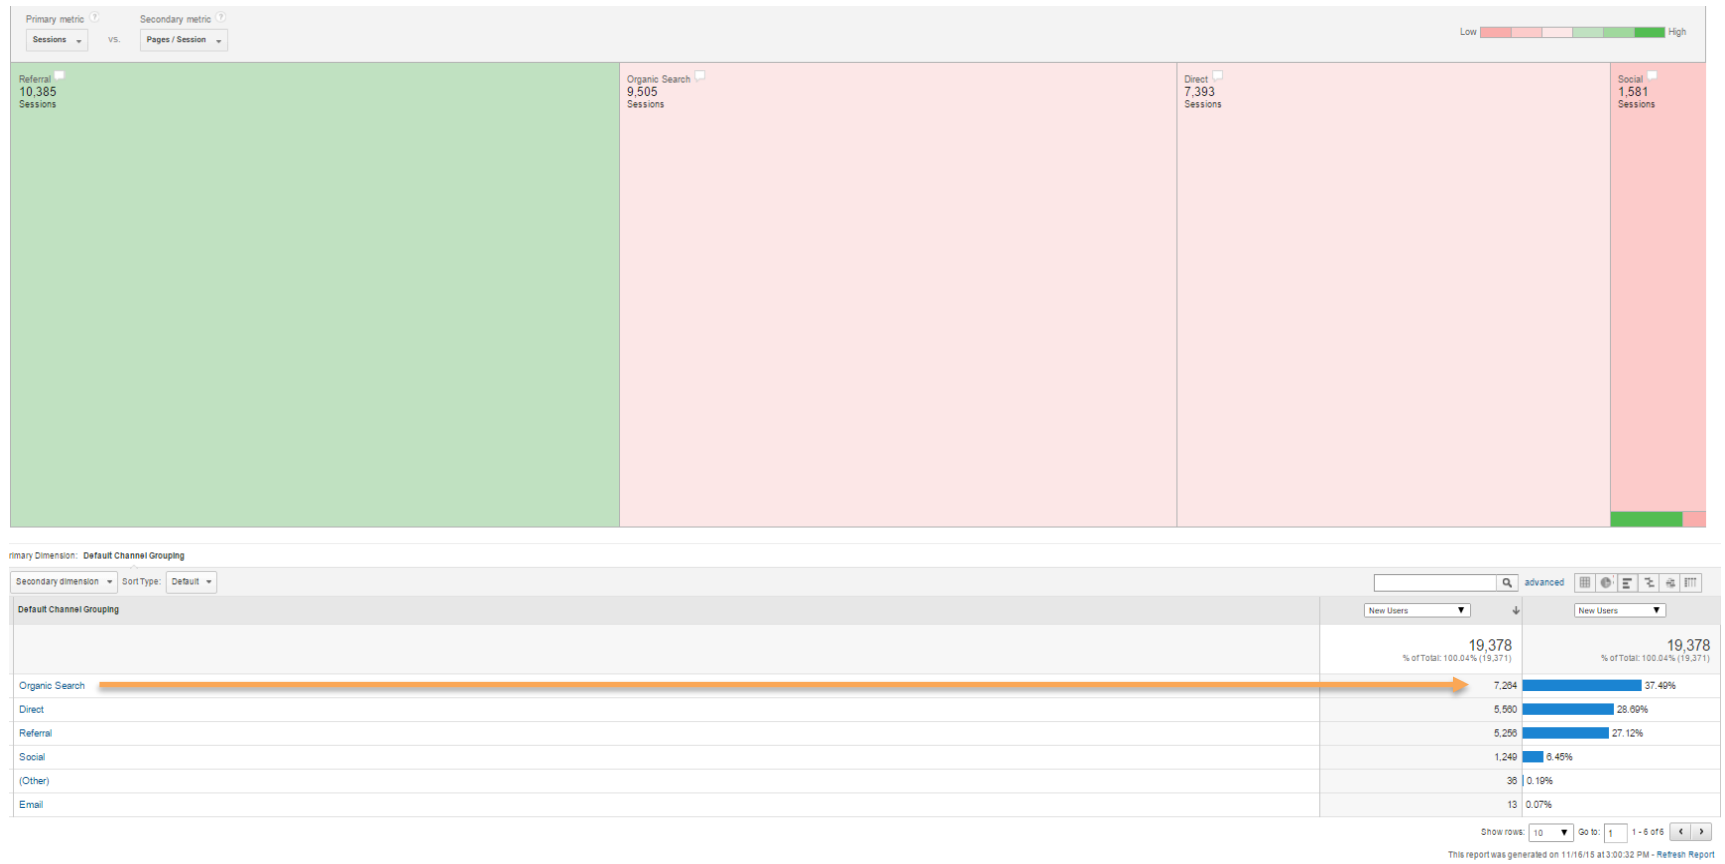 Primary metric ? Secondary metric ?
Sessions vs. Pages / Session
Low High
Referral
10,385
Sessions
Organic Search
9,505
Sessions
Direct
7,393
Sessions
Social
1,581
Sessions
rimary Dimension: Default Channel Grouping
Secondary dimension Sort Type: Default
advanced
Default Channel Grouping New Users New Users
19,378 19,378
% of Total: 100.04% (19,371) % of Total: 100.04% (19,371)
Organic Search 7,264 37.49%
Direct 5,560 28.69%
Referral 5,256 27.12%
Social 1,249 6.45%
(Other) 36 0.19%
Email 13 0.07%
Show rows: 10 Go to: 1 1 - 6 of 6
This report was generated on 11/16/15 at 3:00:32 PM - Refresh Report